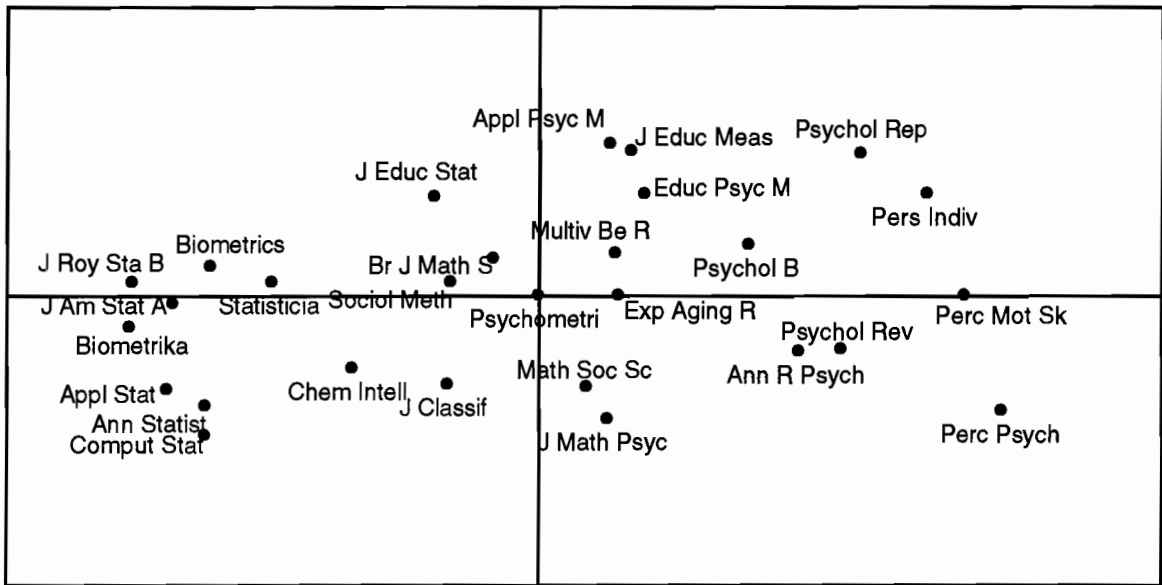 Appl Psyc M
J Educ Meas
Psychol Rep
J Educ Stat
Educ Psyc M
Pers Indiv
Multiv Be R
Biometrics
J Roy Sta B
Br J Math S
Psychol B
J Am Stat A
Statisticia
Sociol Meth
Psychometri
Exp Aging R
Perc Mot Sk
Biometrika
Psychol Rev
Math Soc Sc
Ann R Psych
Appl Stat
Chem Intell
J Classif
Ann Statist
Comput Stat
J Math Psyc
Perc Psych